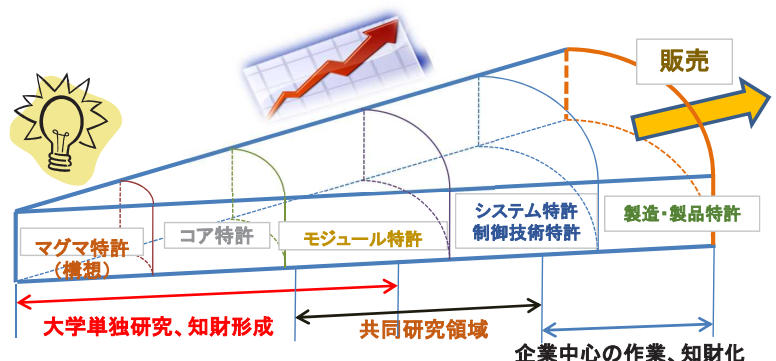 販売
マグマ特許
（構想）
コア特許
モジュール特許
システム特許
制御技術特許
製造・製品特許
大学単独研究、知財形成
共同研究領域
企業中心の作業、知財化